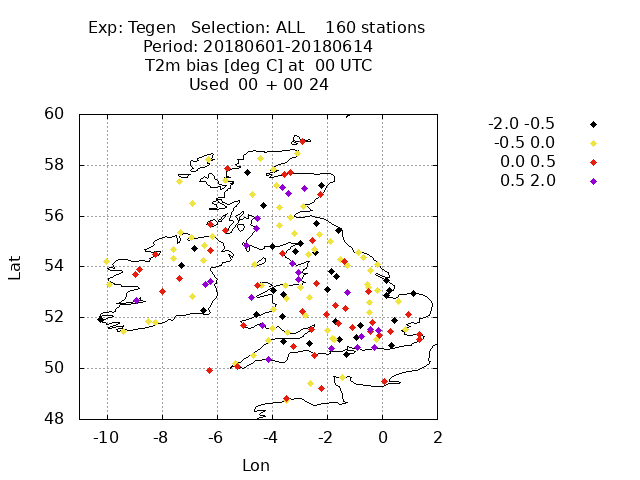 Exp: Tegen Selection: ALL 160 stations
Period: 20180601-20180614
T2m bias [deg C] at 00 UTC
Used 00 + 00 24
-2.0 -0.5
-0.5 0.0
0.0 0.5
0.5 2.0
60
58
56
54
52
50
48
Lat
-10 -8 -6 -4 -2 0 2
Lon